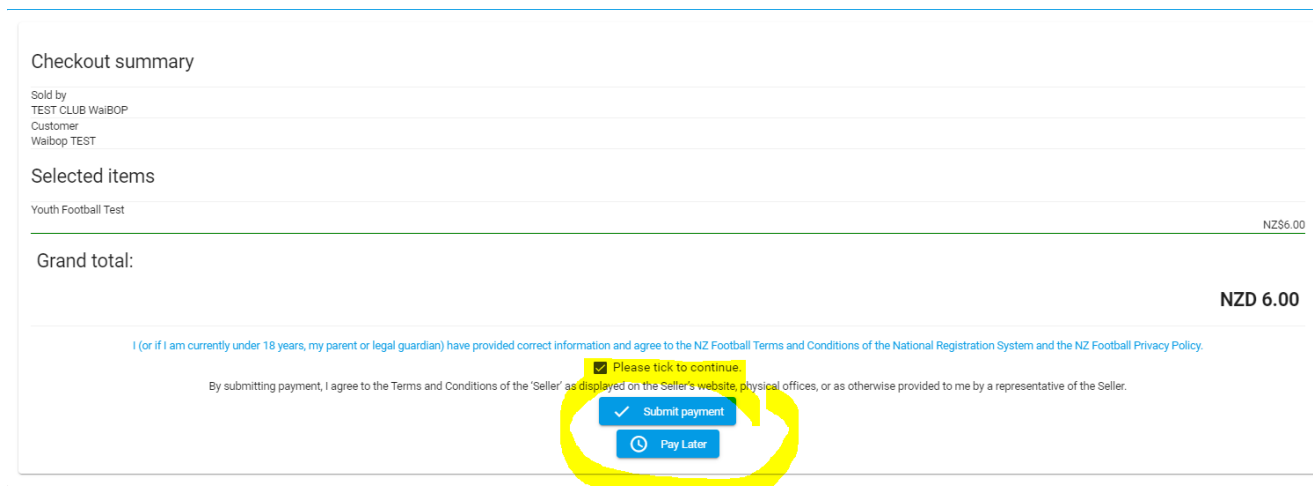 Checkout summary
Sold by
TEST CLUB WaiBOP
Customer
Waibop TEST
Selected items
Youth Football Test
NZ$6.00
Grand total:
NZD 6.00
I (or if I am currently under 18 years, my parent or legal guardian) have provided correct information and agree to the NZ Football Terms and Conditions of the National Registration System and the NZ Football Privacy Policy.
Please tick to continue.
By submitting payment, I agree to the Terms and Conditions of the 'Seller' as displayed on the Seller's website, physical offices, or as otherwise provided to me by a representative of the Seller.
Submit payment
Pay Later